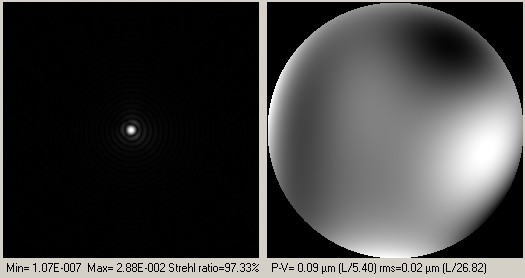 Min= 1.07E-007 Max= 2.88E-002 Strehl ratio=97.33%
P-V= 0.09 µm (L/5.40) rms=0.02 µm (L/26.82)